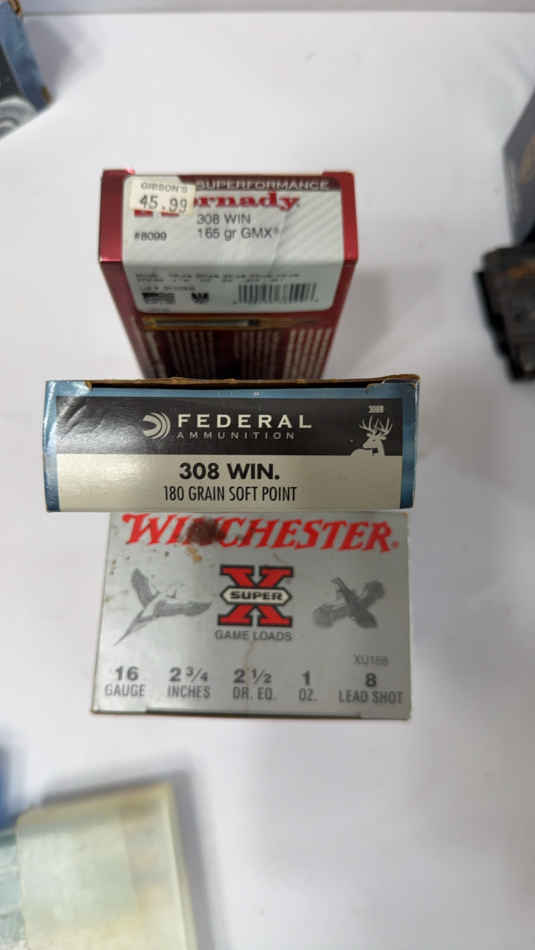 GIBSON'S
45.99
SUPERFORMANCE
ornady
308 WIN
#8099
165 gr GMX®
FEDERAL
AMMUNITION
308B
308 WIN.
180 GRAIN SOFT POINT
WINCHESTER®
SUPER X
GAME LOADS
XU168
16 2 3/4 2 1/2 1 8
GAUGE INCHES DR. EQ. OZ. LEAD SHOT